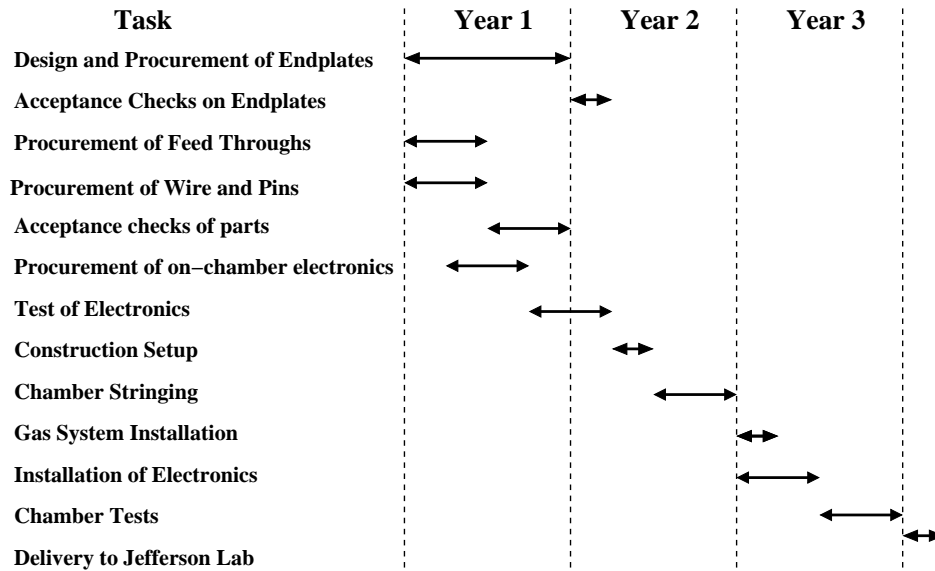 Task Year 1 Year 2 Year 3
Design and Procurement of Endplates
Acceptance Checks on Endplates
Procurement of Feed Throughs
Procurement of Wire and Pins
Acceptance checks of parts
Procurement of on−chamber electronics
Test of Electronics
Construction Setup
Chamber Stringing
Gas System Installation
Installation of Electronics
Chamber Tests
Delivery to Jefferson Lab